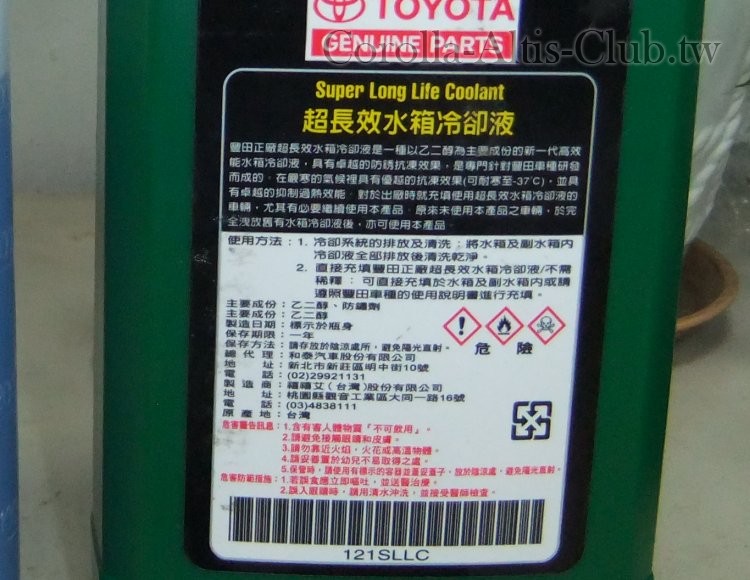 TOYOTA
GENUINE PARTS
Corolla-Altis-Club.tw
Super Long Life Coolant
超長效水箱冷卻液
豐田正廠超長效水箱冷卻液是一種以乙二醇為主要成份的新一代高效
能水箱冷卻液，具有卓越的防銹抗凍效果，是專門針對豐田車種研發
而成的。在嚴寒的氣候裡具有優越的抗凍效果(可耐寒至-37℃)，並具
有卓越的抑制過熱效能。對於出廠時就充填使用超長效水箱冷卻液的
車輛，尤其有必要繼續使用本產品。原來未使用本產品之車輛，於完
全洩放舊有水箱冷卻液後，亦可使用本產品。
使用方法：1. 冷卻系統的排放及清洗：將水箱及副水箱內
冷卻液全部排放後清洗乾淨。
2. 直接充填豐田正廠超長效水箱冷卻液/不需
稀釋：可直接充填於水箱及副水箱內或請
遵照豐田車種的使用說明書進行充填。
主要成份：乙二醇、防鏽劑
主要成份：乙二醇
製造日期：標示於瓶身
保存期限：一年
保存方法：請存放於陰涼處所，避免陽光直射。
危 險
總代理：和泰汽車股份有限公司
地址：新北市新莊區明中街10號
電話：(02)29921131
製造商：禧禧艾（台灣）股份有限公司
地址：桃園縣觀音工業區大同一路16號
電話：(03)4838111
原產地：台灣
危害警告訊息：1.含有害人體物質「不可飲用」。
2.請避免接觸眼睛和皮膚。
3.請勿靠近火焰，火花或高溫物體。
4.請妥善置於幼兒不易取得之處。
5.保管時，請使用有標示的容器並蓋妥蓋子，放於陰涼處，避免陽光直射。
危害防範措施：1.若誤食應立即嘔吐，並送醫治療。
2.誤入眼睛時，請用清水沖洗，並接受醫師檢查。
121SLLC